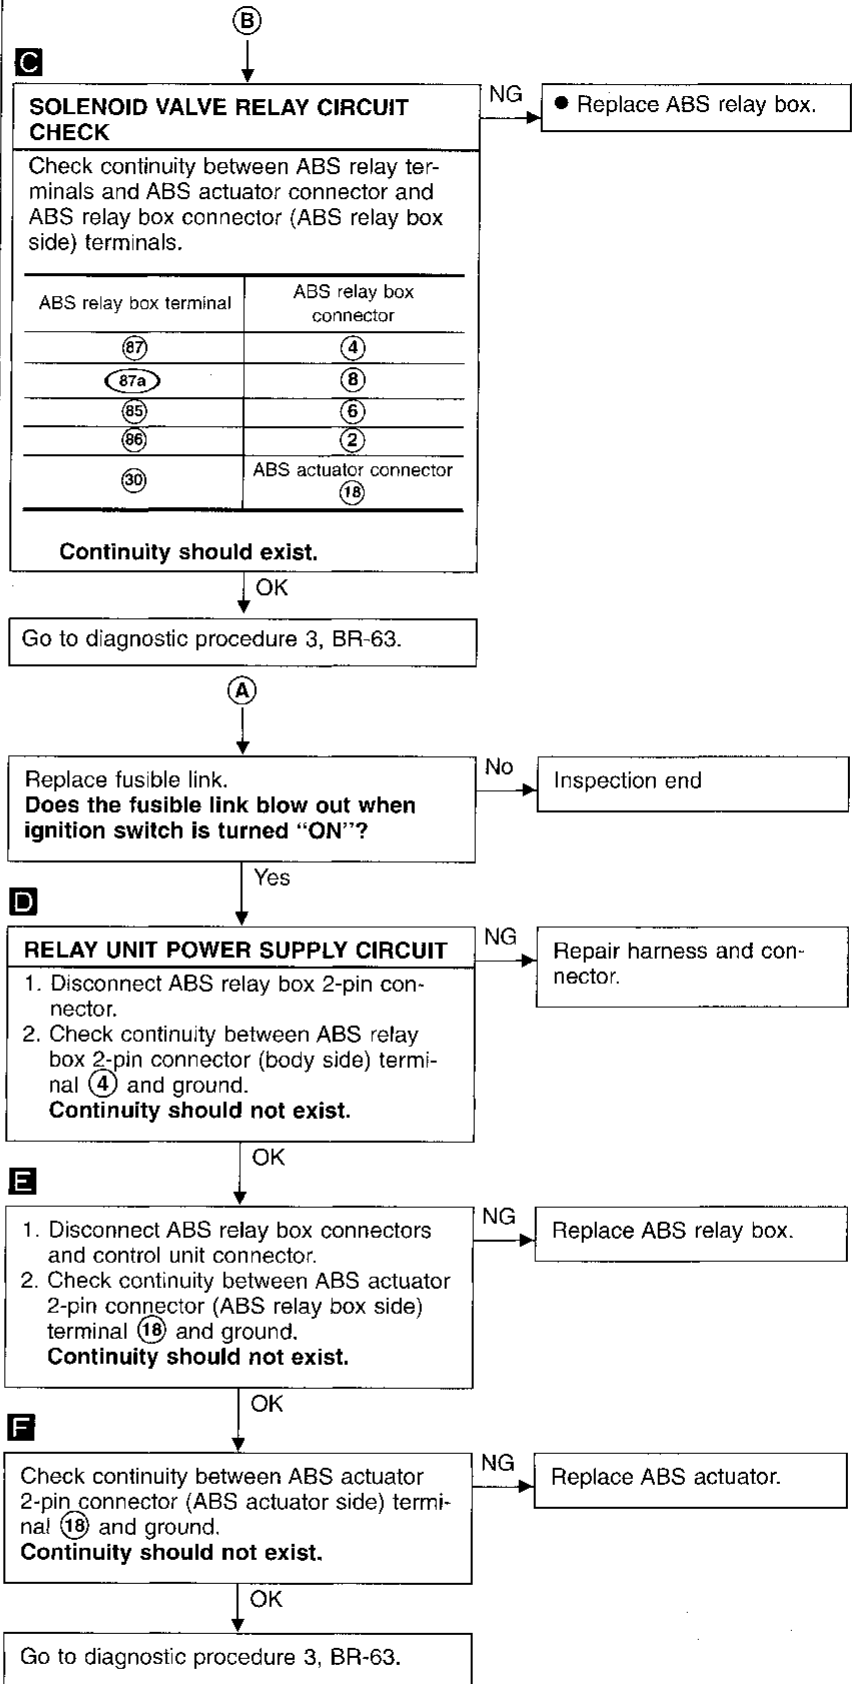 B
C
SOLENOID VALVE RELAY CIRCUIT
CHECK
NG
● Replace ABS relay box.
Check continuity between ABS relay ter-
minals and ABS actuator connector and
ABS relay box connector (ABS relay box
side) terminals.
ABS relay box terminal
ABS relay box
connector
87
4
87a
8
85
6
86
2
30
ABS actuator connector
18
Continuity should exist.
OK
Go to diagnostic procedure 3, BR-63.
A
Replace fusible link.
Does the fusible link blow out when
ignition switch is turned “ON”?
No
Inspection end
Yes
D
RELAY UNIT POWER SUPPLY CIRCUIT
NG
Repair harness and con-
nector.
1. Disconnect ABS relay box 2-pin con-
nector.
2. Check continuity between ABS relay
box 2-pin connector (body side) termi-
nal 4 and ground.
Continuity should not exist.
OK
E
1. Disconnect ABS relay box connectors
and control unit connector.
2. Check continuity between ABS actuator
2-pin connector (ABS relay box side)
terminal 18 and ground.
Continuity should not exist.
NG
Replace ABS relay box.
OK
F
Check continuity between ABS actuator
2-pin connector (ABS actuator side) termi-
nal 18 and ground.
Continuity should not exist.
NG
Replace ABS actuator.
OK
Go to diagnostic procedure 3, BR-63.